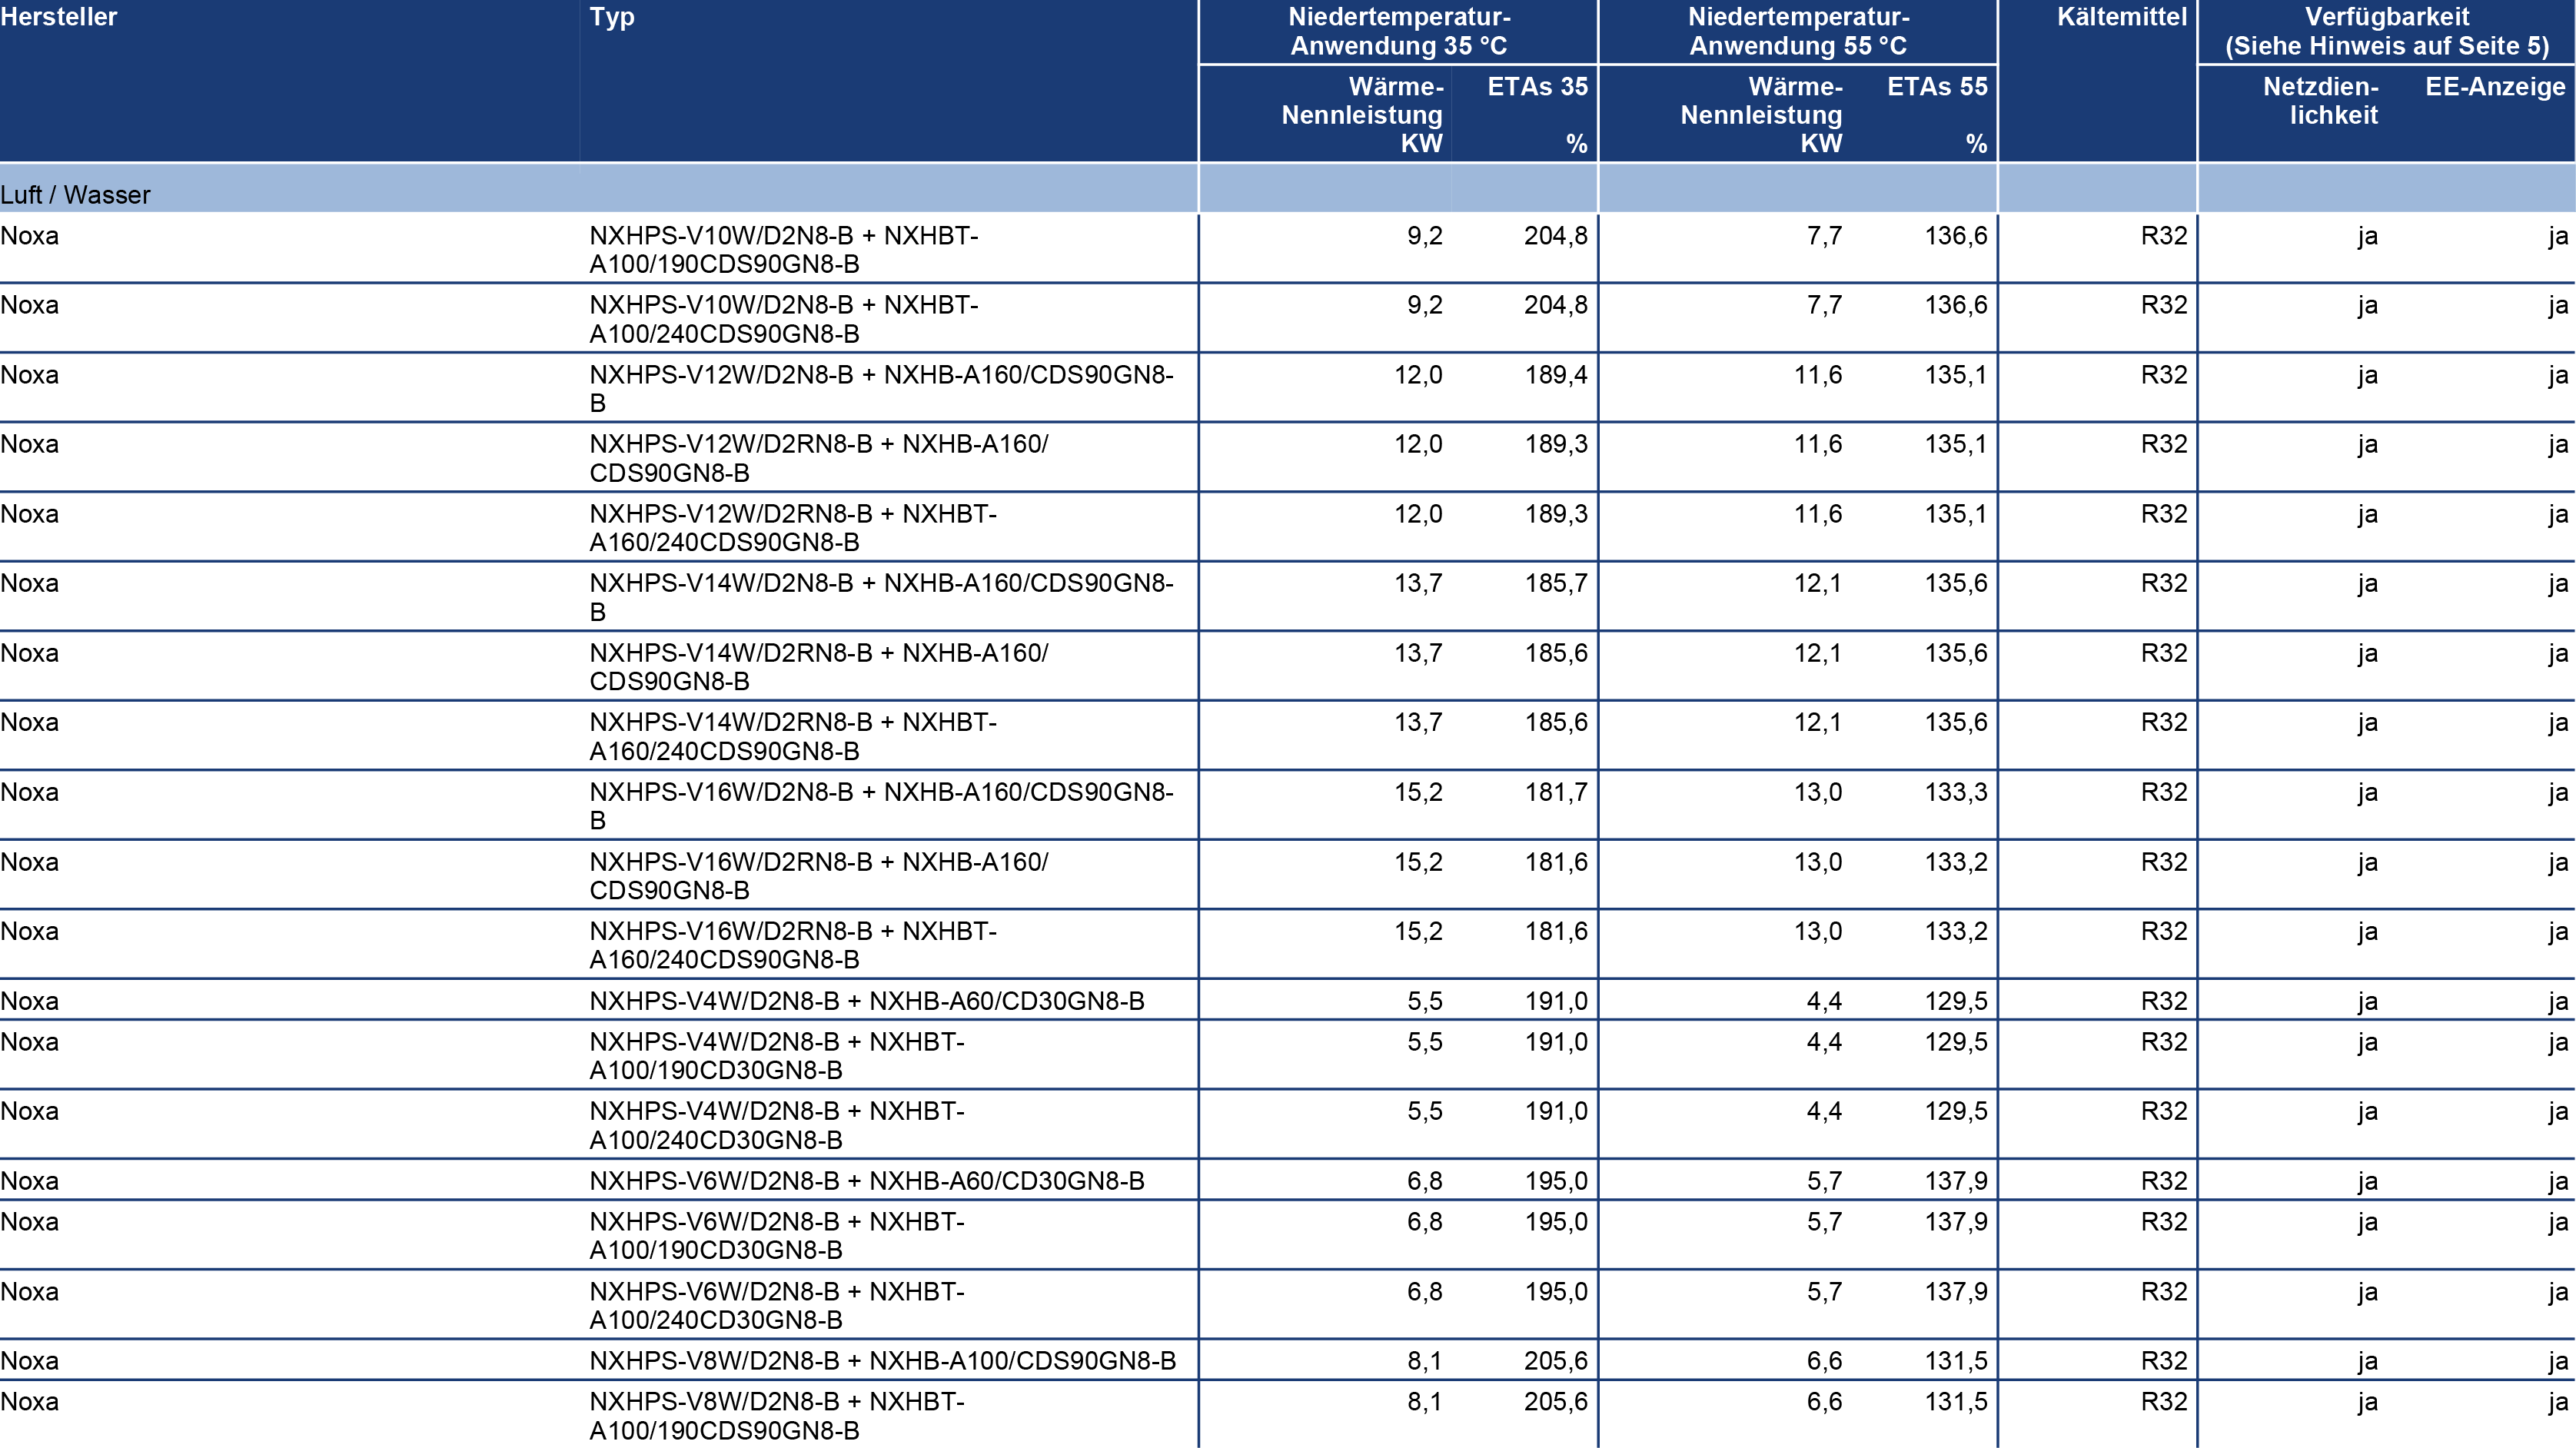 Hersteller Typ Niedertemperatur- Niedertemperatur- Kältemittel Verfügbarkeit
Anwendung 35 °C Anwendung 55 °C (Siehe Hinweis auf Seite 5)
Wärme- ETAs 35 Wärme- ETAs 55 Netzdien- EE-Anzeige
Nennleistung Nennleistung lichkeit
KW % KW %
Luft / Wasser
Noxa NXHPS-V10W/D2N8-B + NXHBT- 9,2 204,8 7,7 136,6 R32 ja ja
A100/190CDS90GN8-B
Noxa NXHPS-V10W/D2N8-B + NXHBT- 9,2 204,8 7,7 136,6 R32 ja ja
A100/240CDS90GN8-B
Noxa NXHPS-V12W/D2N8-B + NXHB-A160/CDS90GN8- 12,0 189,4 11,6 135,1 R32 ja ja
B
Noxa NXHPS-V12W/D2RN8-B + NXHB-A160/ 12,0 189,3 11,6 135,1 R32 ja ja
CDS90GN8-B
Noxa NXHPS-V12W/D2RN8-B + NXHBT- 12,0 189,3 11,6 135,1 R32 ja ja
A160/240CDS90GN8-B
Noxa NXHPS-V14W/D2N8-B + NXHB-A160/CDS90GN8- 13,7 185,7 12,1 135,6 R32 ja ja
B
Noxa NXHPS-V14W/D2RN8-B + NXHB-A160/ 13,7 185,6 12,1 135,6 R32 ja ja
CDS90GN8-B
Noxa NXHPS-V14W/D2RN8-B + NXHBT- 13,7 185,6 12,1 135,6 R32 ja ja
A160/240CDS90GN8-B
Noxa NXHPS-V16W/D2N8-B + NXHB-A160/CDS90GN8- 15,2 181,7 13,0 133,3 R32 ja ja
B
Noxa NXHPS-V16W/D2RN8-B + NXHB-A160/ 15,2 181,6 13,0 133,2 R32 ja ja
CDS90GN8-B
Noxa NXHPS-V16W/D2RN8-B + NXHBT- 15,2 181,6 13,0 133,2 R32 ja ja
A160/240CDS90GN8-B
Noxa NXHPS-V4W/D2N8-B + NXHB-A60/CD30GN8-B 5,5 191,0 4,4 129,5 R32 ja ja
Noxa NXHPS-V4W/D2N8-B + NXHBT- 5,5 191,0 4,4 129,5 R32 ja ja
A100/190CD30GN8-B
Noxa NXHPS-V4W/D2N8-B + NXHBT- 5,5 191,0 4,4 129,5 R32 ja ja
A100/240CD30GN8-B
Noxa NXHPS-V6W/D2N8-B + NXHB-A60/CD30GN8-B 6,8 195,0 5,7 137,9 R32 ja ja
Noxa NXHPS-V6W/D2N8-B + NXHBT- 6,8 195,0 5,7 137,9 R32 ja ja
A100/190CD30GN8-B
Noxa NXHPS-V6W/D2N8-B + NXHBT- 6,8 195,0 5,7 137,9 R32 ja ja
A100/240CD30GN8-B
Noxa NXHPS-V8W/D2N8-B + NXHB-A100/CDS90GN8-B 8,1 205,6 6,6 131,5 R32 ja ja
Noxa NXHPS-V8W/D2N8-B + NXHBT- 8,1 205,6 6,6 131,5 R32 ja ja
A100/190CDS90GN8-B